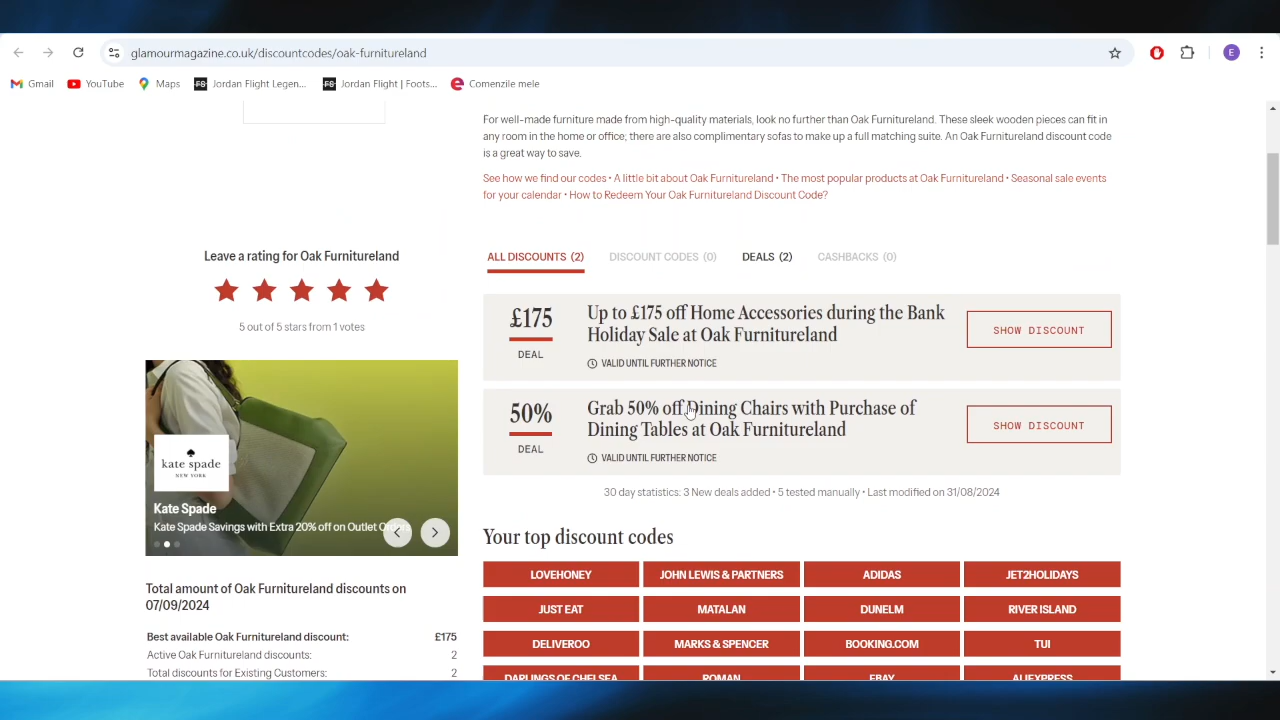 glamourmagazine.co.uk/discountcodes/oak-furnitureland
E
Gmail
YouTube
Maps
FS Jordan Flight Legen...
FS Jordan Flight | Foots...
Comenzile mele
For well-made furniture made from high-quality materials, look no further than Oak Furnitureland. These sleek wooden pieces can fit in
any room in the home or office; there are also complimentary sofas to make up a full matching suite. An Oak Furnitureland discount code
is a great way to save.
See how we find our codes • A little bit about Oak Furnitureland • The most popular products at Oak Furnitureland • Seasonal sale events
for your calendar • How to Redeem Your Oak Furnitureland Discount Code?
Leave a rating for Oak Furnitureland
5 out of 5 stars from 1 votes
kate spade
NEW YORK
Kate Spade
Kate Spade Savings with Extra 20% off on Outlet
Total amount of Oak Furnitureland discounts on
07/09/2024
Best available Oak Furnitureland discount: £175
Active Oak Furnitureland discounts: 2
Total discounts for Existing Customers: 2
ALL DISCOUNTS (2) DISCOUNT CODES (0) DEALS (2) CASHBACKS (0)
£175
DEAL
Up to £175 off Home Accessories during the Bank
Holiday Sale at Oak Furnitureland
VALID UNTIL FURTHER NOTICE
SHOW DISCOUNT
50%
DEAL
Grab 50% off Dining Chairs with Purchase of
Dining Tables at Oak Furnitureland
VALID UNTIL FURTHER NOTICE
SHOW DISCOUNT
30 day statistics: 3 New deals added • 5 tested manually • Last modified on 31/08/2024
Your top discount codes
LOVEHONEY JOHN LEWIS & PARTNERS ADIDAS JET2HOLIDAYS
JUST EAT MATALAN DUNELM RIVER ISLAND
DELIVEROO MARKS & SPENCER BOOKING.COM TUI
DARLINGS OF CHELSEA ROMAN EBAY ALIEXPRESS